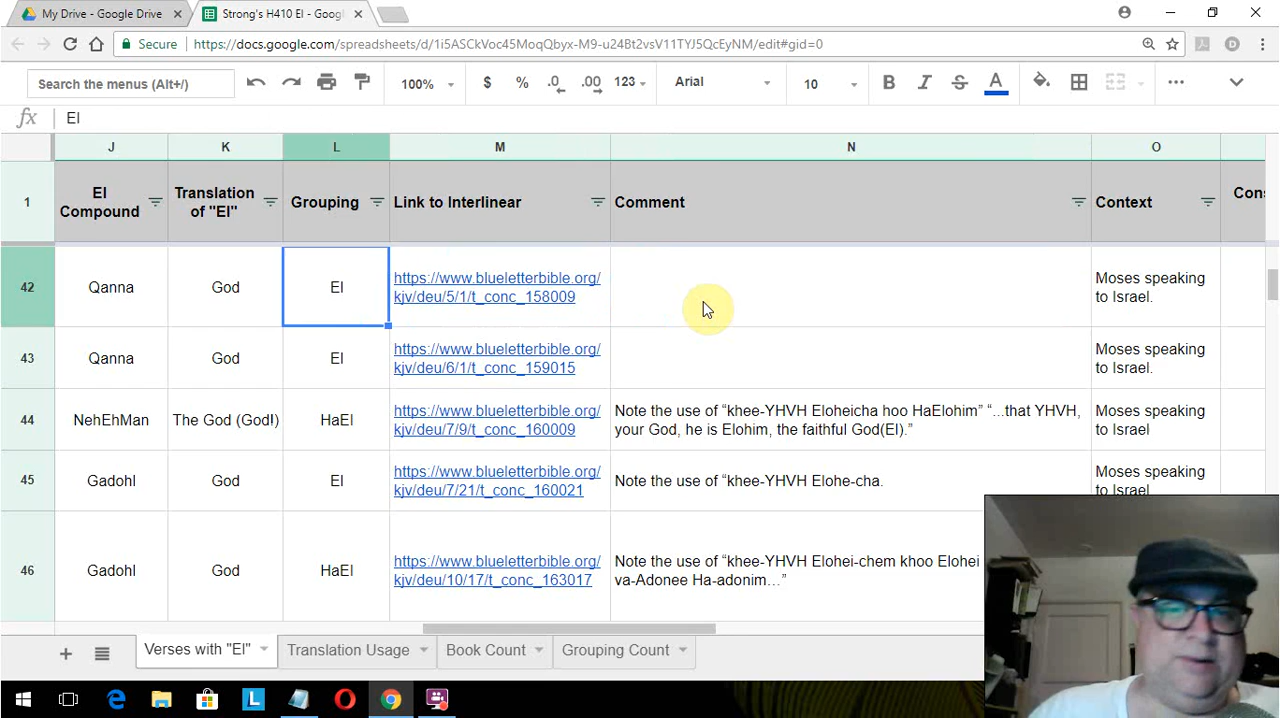 My Drive - Google Drive
Strong's H410 El - Goog
Secure
https://docs.google.com/spreadsheets/d/1i5ASCkVoc45MoqQbyx-M9-u24Bt2vsV11TYJ5QcEyNM/edit#gid=0
D
Search the menus (Alt+/)
100%
$ % .0 .00 123
Arial
10
B I S A
fx El
J K L M N O
1
El
Compound
Translation
of "El"
Grouping
Link to Interlinear
Comment
Context
Cons
42
Qanna
God
El
https://www.blueletterbible.org/
kjv/deu/5/1/t_conc_158009
Moses speaking
to Israel.
43
Qanna
God
El
https://www.blueletterbible.org/
kjv/deu/6/1/t_conc_159015
Moses speaking
to Israel.
44
NehEhMan
The God (God!)
HaEl
https://www.blueletterbible.org/
kjv/deu/7/9/t_conc_160009
Note the use of “khee-YHVH Eloheicha hoo HaElohim” “...that YHVH,
your God, he is Elohim, the faithful God(El).”
Moses speaking
to Israel
45
Gadohl
God
El
https://www.blueletterbible.org/
kjv/deu/7/21/t_conc_160021
Note the use of “khee-YHVH Elohe-cha.
Moses speaking
to Israel
46
Gadohl
God
HaEl
https://www.blueletterbible.org/
kjv/deu/10/17/t_conc_163017
Note the use of “khee-YHVH Elohei-chem khoo Elohei
va-Adonee Ha-adonim...”
Verses with "El"
Translation Usage
Book Count
Grouping Count
L